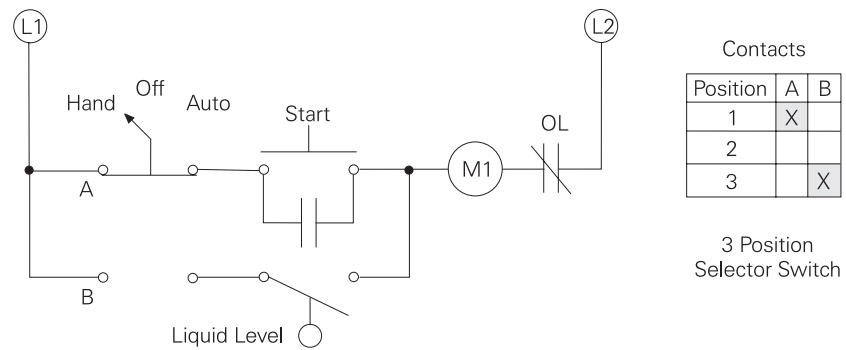 L1
L2
Contacts
Position A B
1 X
2
3 X
3 Position
Selector Switch
Hand Off Auto
Start
OL
M1
A
B
Liquid Level